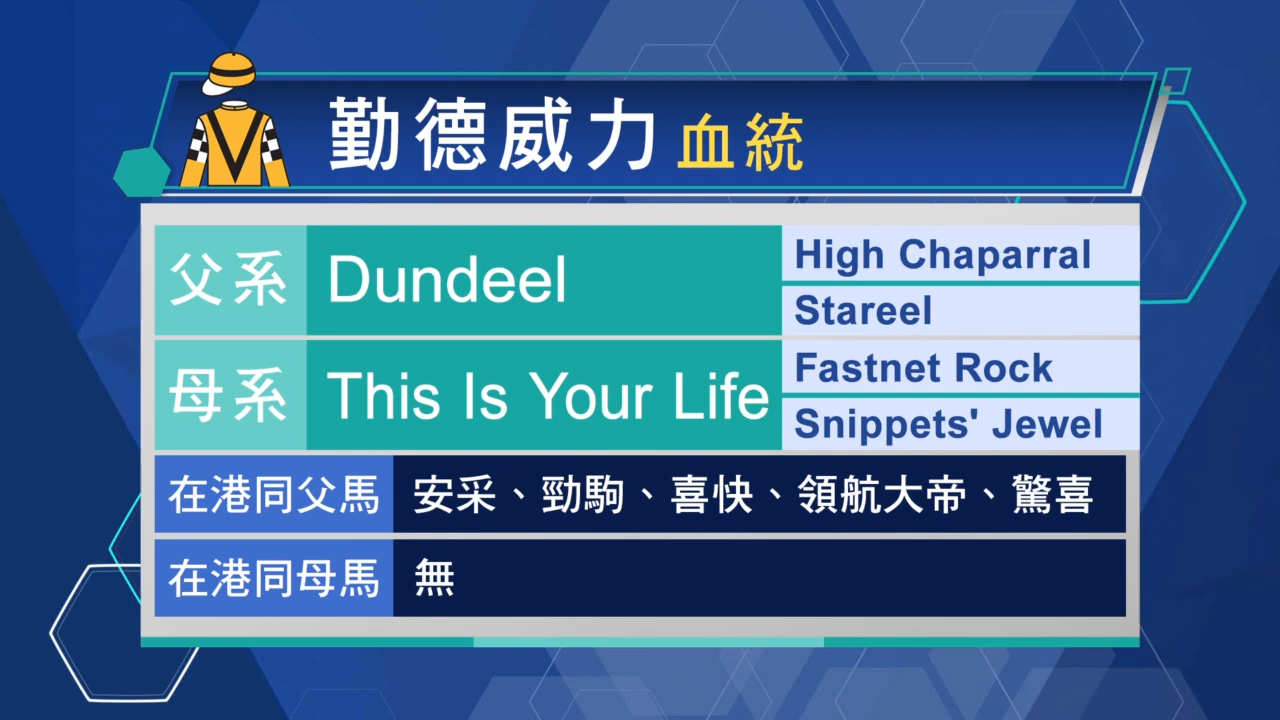 勤德威力 血統
父系 Dundeel
High Chaparral
Stareel
母系 This Is Your Life
Fastnet Rock
Snippets' Jewel
在港同父馬 安采、勁駒、喜快、領航大帝、驚喜
在港同母馬 無